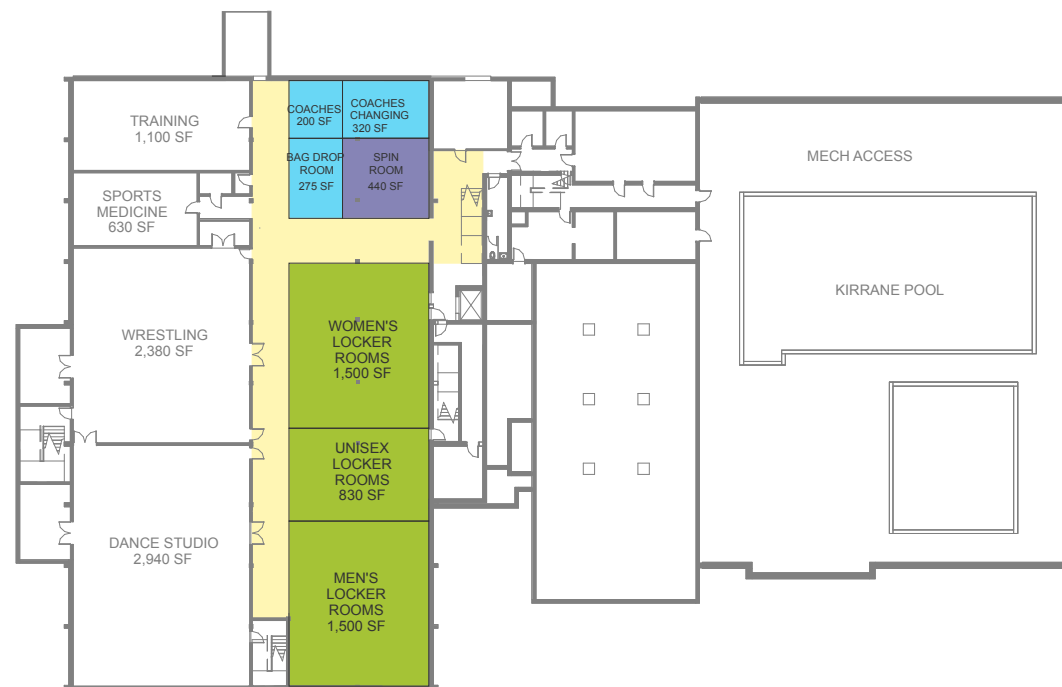 TRAINING
1,100 SF
COACHES
200 SF
COACHES
CHANGING
320 SF
BAG DROP
ROOM
275 SF
SPIN
ROOM
440 SF
MECH ACCESS
SPORTS
MEDICINE
630 SF
KIRRANE POOL
WRESTLING
2,380 SF
WOMEN'S
LOCKER
ROOMS
1,500 SF
UNISEX
LOCKER
ROOMS
830 SF
DANCE STUDIO
2,940 SF
MEN'S
LOCKER
ROOMS
1,500 SF